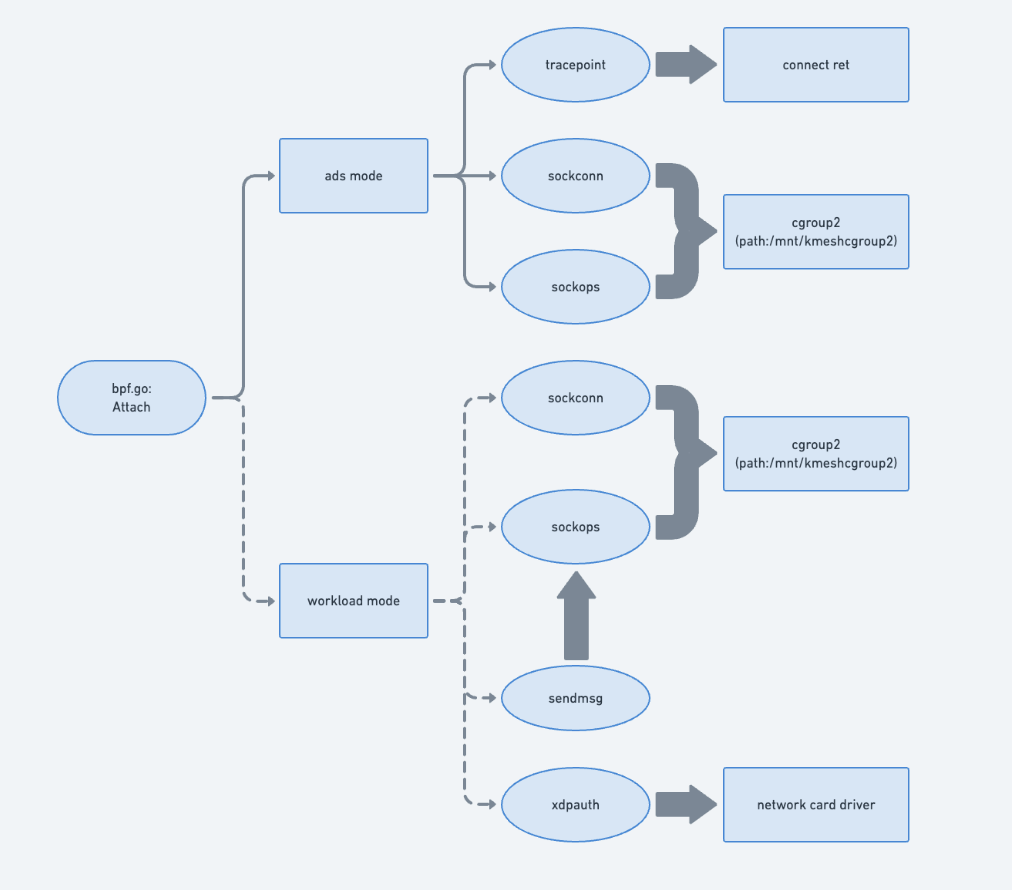 tracepoint
connect ret
ads mode
sockconn
cgroup2
(path:/mnt/kmeshcgroup2)
sockops
bpf.go:
Attach
sockconn
cgroup2
(path:/mnt/kmeshcgroup2)
sockops
workload mode
sendmsg
xdpauth
network card driver